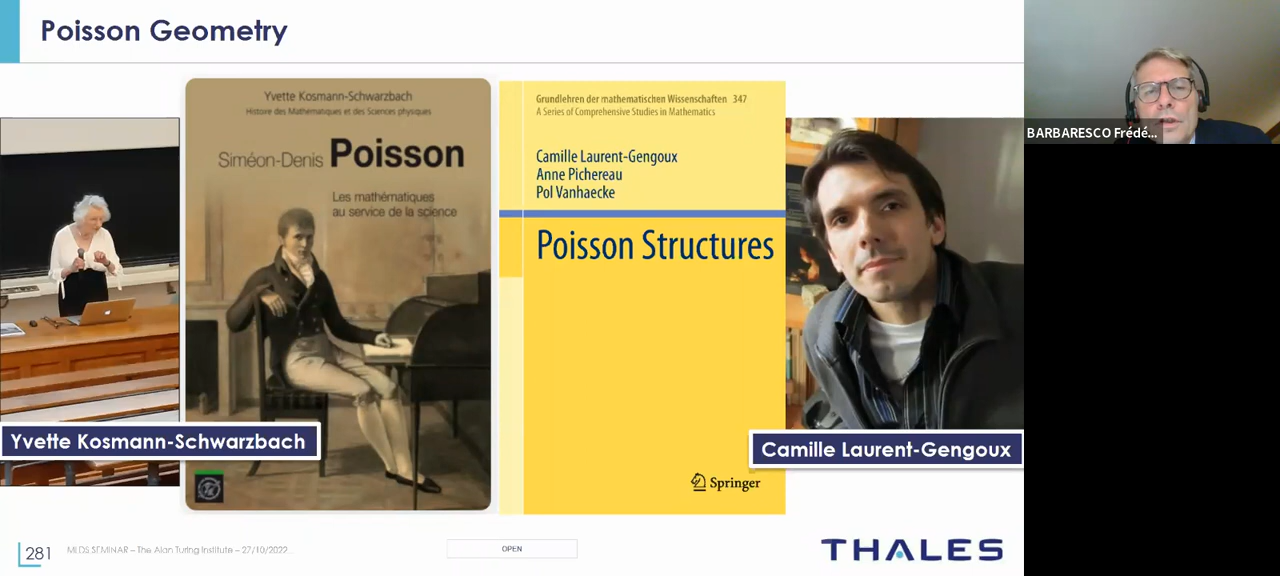 Poisson Geometry
Yvette Kosmann-Schwarzbach
Histoire des Mathématiques et des Sciences physiques
Siméon-Denis Poisson
Les mathématiques
au service de la science
Grundlehren der mathematischen Wissenschaften 347
A Series of Comprehensive Studies in Mathematics
Camille Laurent-Gengoux
Anne Pichereau
Pol Vanhaecke
Poisson Structures
Springer
Yvette Kosmann-Schwarzbach
Camille Laurent-Gengoux
BARBARESCO Frédé...
281
MLDS SEMINAR – The Alan Turing Institute – 27/10/2022
OPEN
THALES